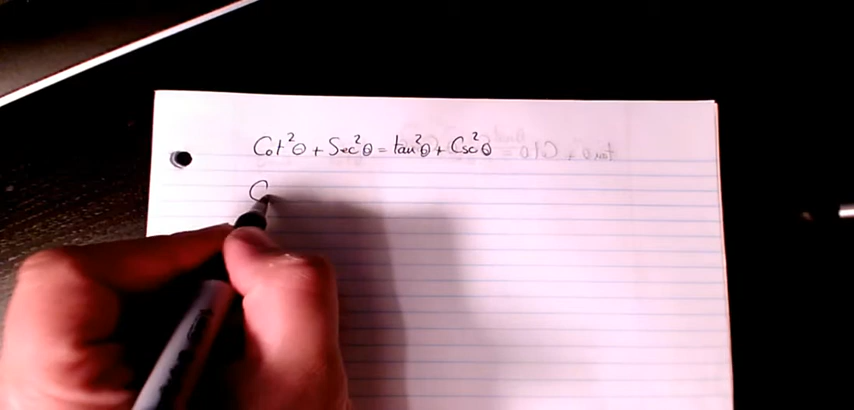 Cot²θ + Sec²θ = tan²θ + Csc²θ
C